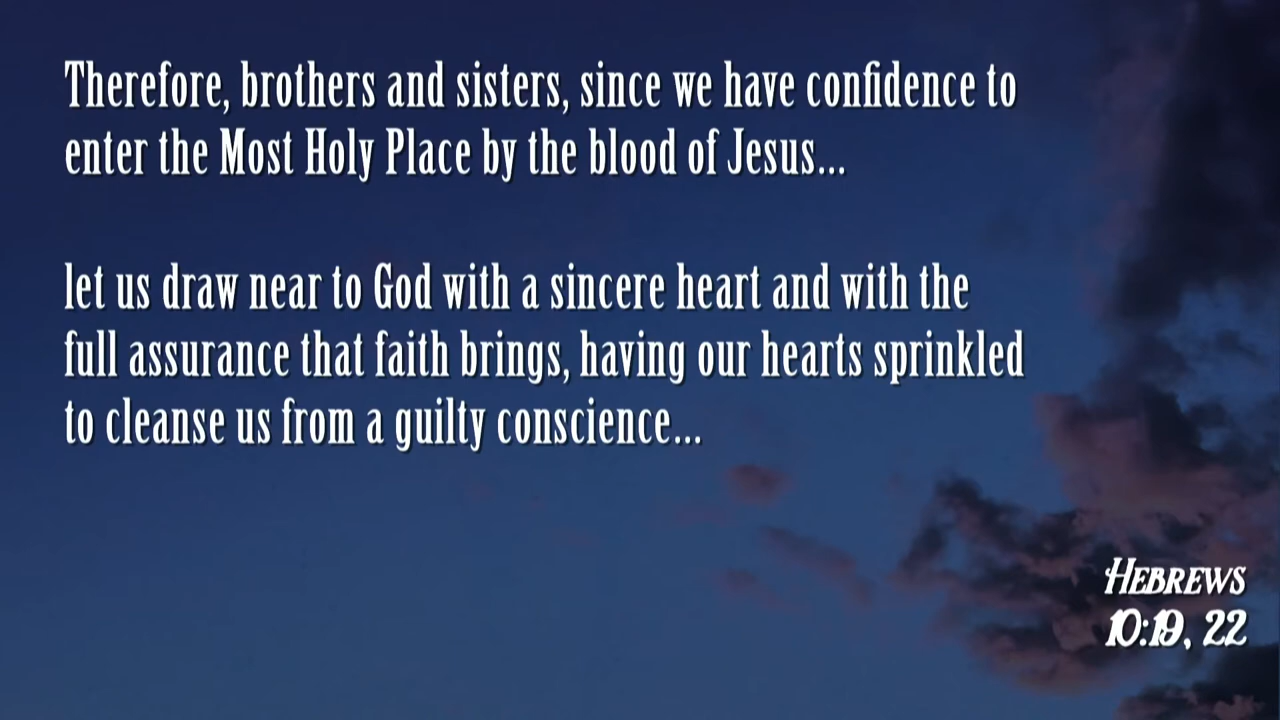 Therefore, brothers and sisters, since we have confidence to
enter the Most Holy Place by the blood of Jesus...
let us draw near to God with a sincere heart and with the
full assurance that faith brings, having our hearts sprinkled
to cleanse us from a guilty conscience...
Hebrews
10:19, 22